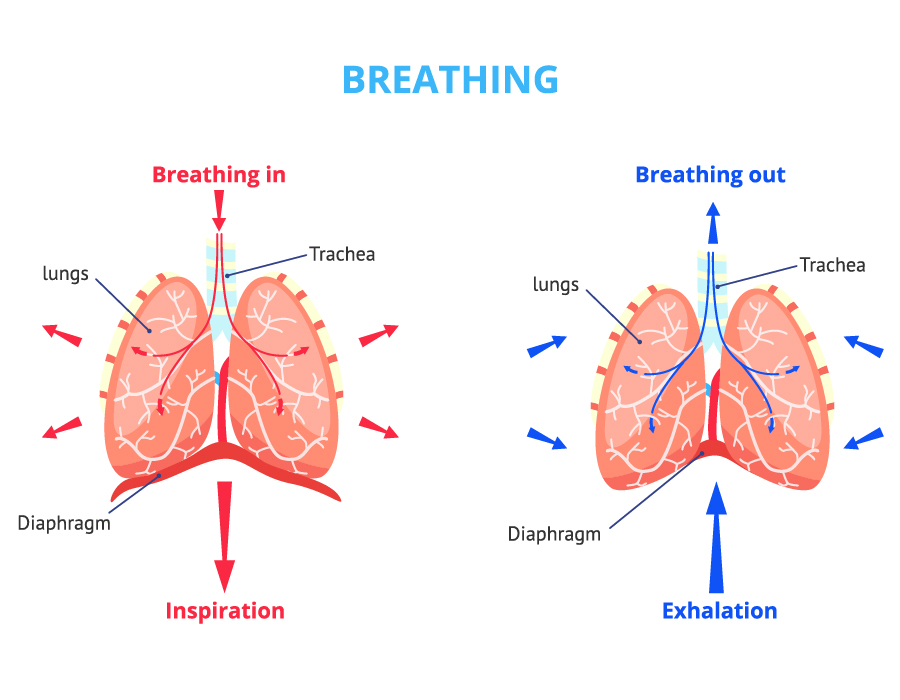 BREATHING
Breathing in
Trachea
lungs
Diaphragm
Inspiration
Breathing out
Trachea
lungs
Diaphragm
Exhalation